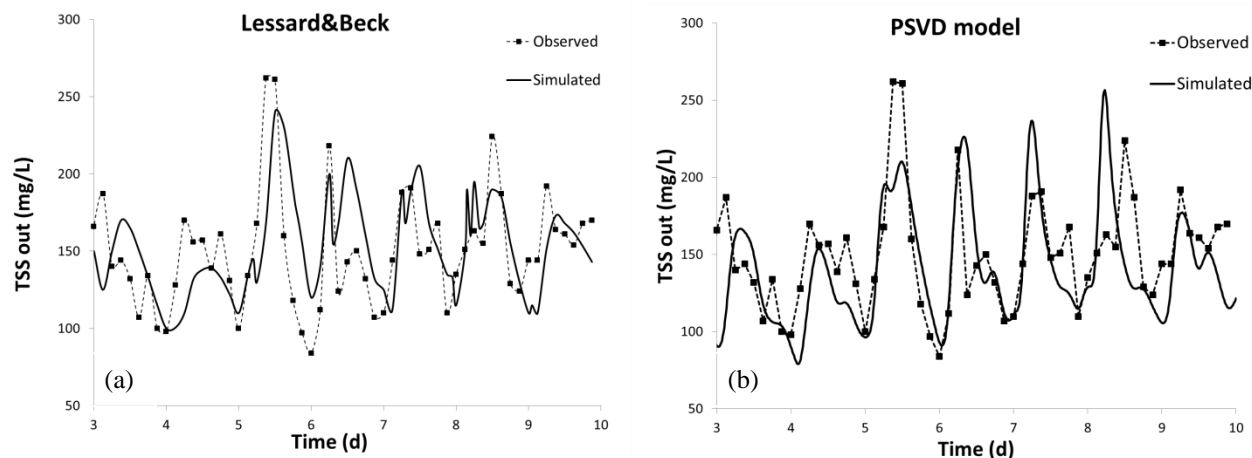 Lessard&Beck
Observed
Simulated
TSS out (mg/L)
300
250
200
150
100
50
(a)
3 4 5 6 7 8 9 10
Time (d)
PSVD model
Observed
Simulated
TSS out (mg/L)
300
250
200
150
100
50
(b)
3 4 5 6 7 8 9 10
Time (d)